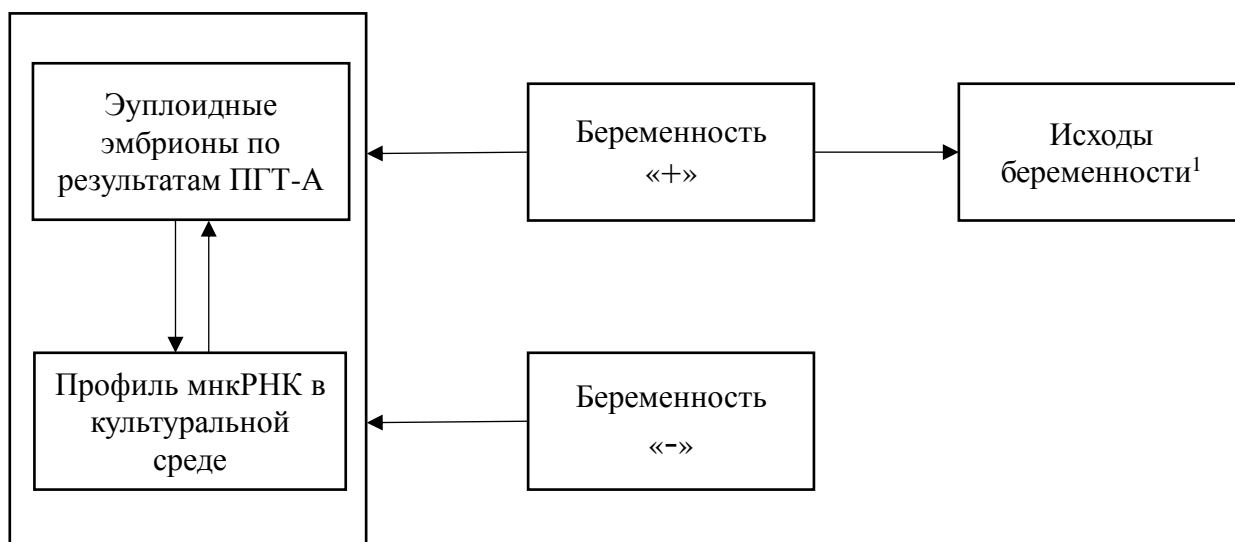 Эуплоидные
эмбрионы по
результатам ПГТ-А
Беременность
«+»
Исходы
беременности¹
Профиль мнкРНК в
культуральной
среде
Беременность
«-»